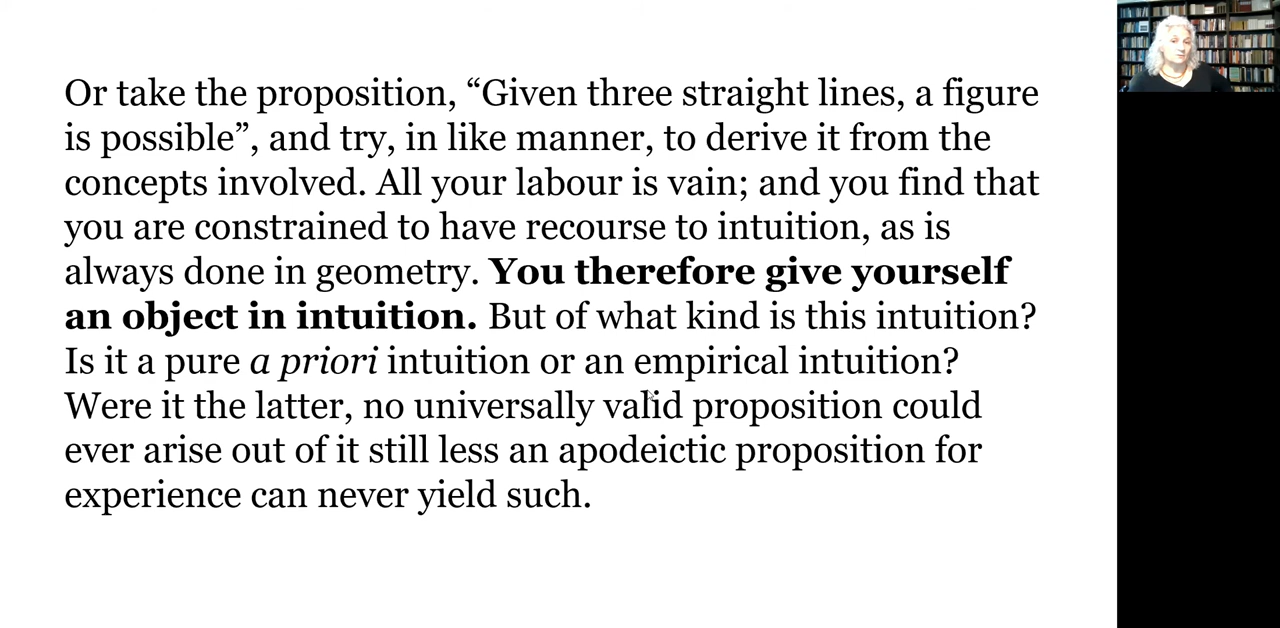 Or take the proposition, “Given three straight lines, a figure
is possible”, and try, in like manner, to derive it from the
concepts involved. All your labour is vain; and you find that
you are constrained to have recourse to intuition, as is
always done in geometry. You therefore give yourself
an object in intuition. But of what kind is this intuition?
Is it a pure a priori intuition or an empirical intuition?
Were it the latter, no universally valid proposition could
ever arise out of it still less an apodeictic proposition for
experience can never yield such.